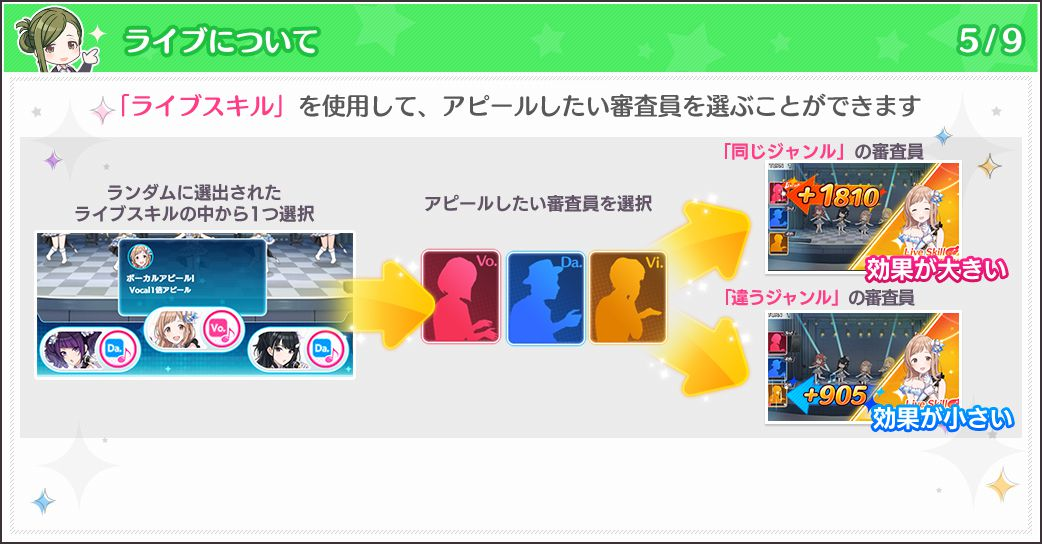 ライブについて
5/9
「ライブスキル」を使用して、アピールしたい審査員を選ぶことができます
ランダムに選出された
ライブスキルの中から1つ選択
ボーカルアピールⅠ
Vocal1倍アピール
Da.
Vo.
Da.
アピールしたい審査員を選択
Vo.
Da.
Vi.
「同じジャンル」の審査員
+1810
Live Skill
効果が大きい
「違うジャンル」の審査員
+905
Live Skill
効果が小さい